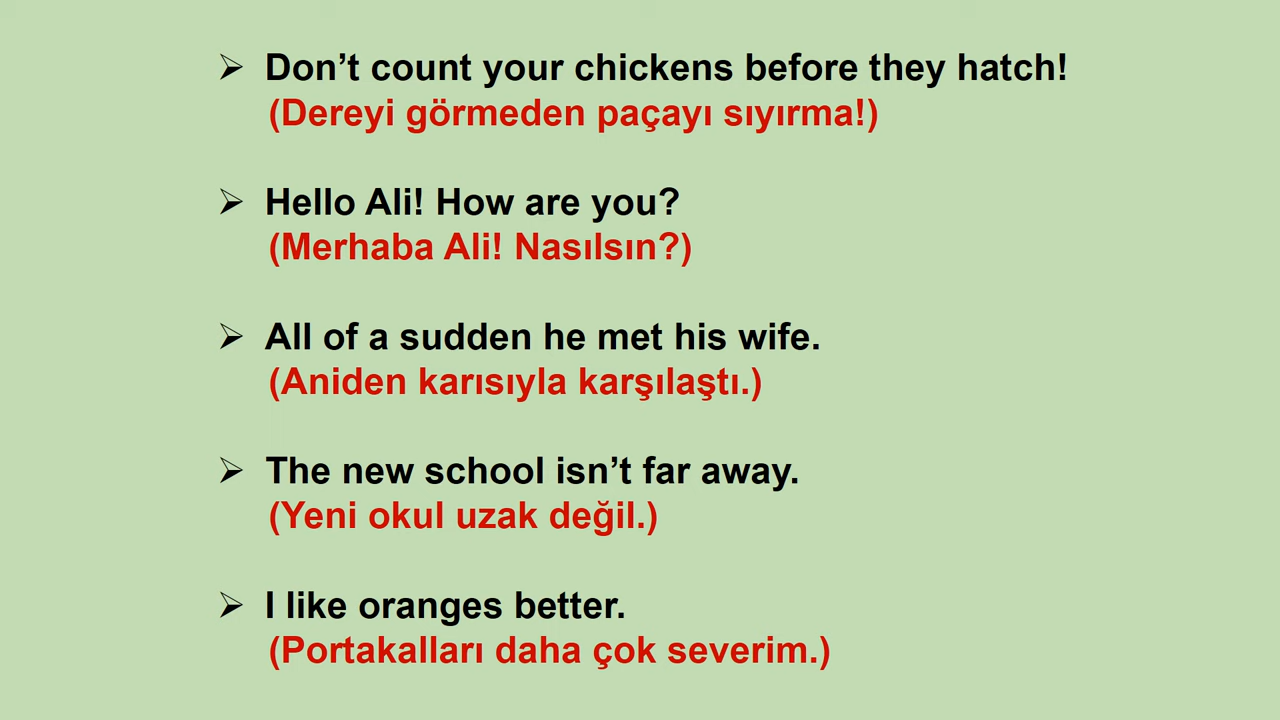 ➢ Don’t count your chickens before they hatch!
(Dereyi görmeden paçayı sıyırma!)
➢ Hello Ali! How are you?
(Merhaba Ali! Nasılsın?)
➢ All of a sudden he met his wife.
(Aniden karısıyla karşılaştı.)
➢ The new school isn’t far away.
(Yeni okul uzak değil.)
➢ I like oranges better.
(Portakalları daha çok severim.)